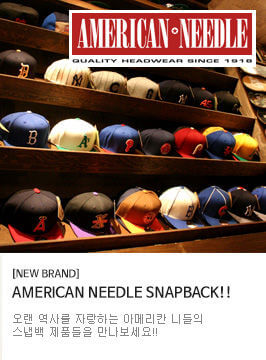 AMERICAN NEEDLE
QUALITY HEADWEAR SINCE 1918
[NEW BRAND]
AMERICAN NEEDLE SNAPBACK!!
오랜 역사를 자랑하는 아메리칸 니들의
스냅백 제품들을 만나보세요!!